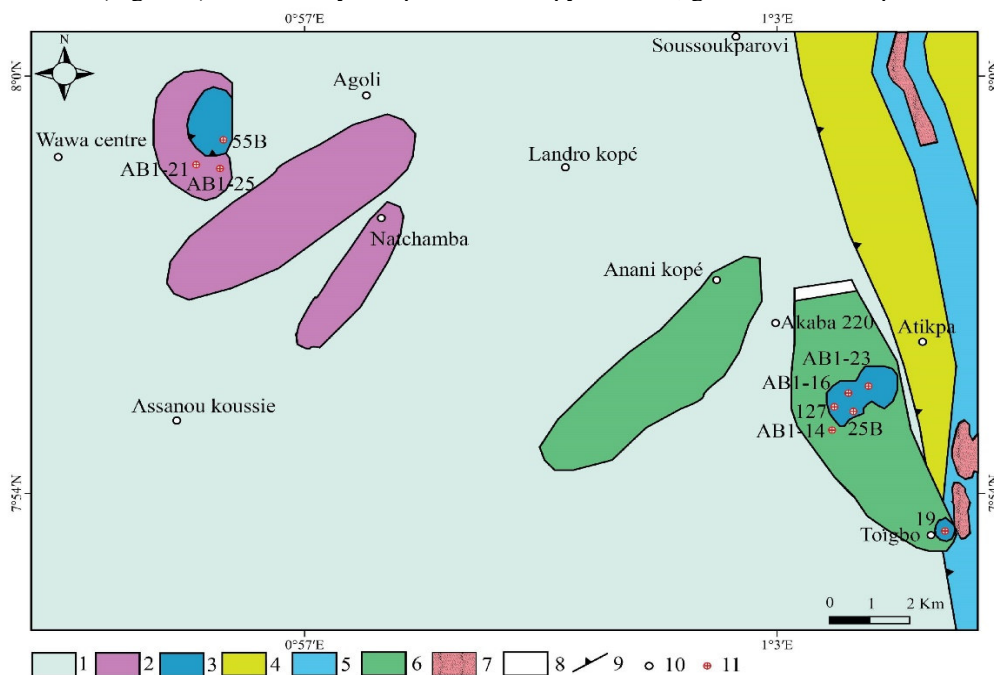 0°57'E
1°3'E
Soussoukparovi
N
8°0'N
8°0'N
Agoli
Wawa centre
55B
Landro kopé
AB1-21
AB1-25
Natchamba
Anani kopé
Akaba 220
Atikpa
AB1-23
AB1-16
Assanou koussie
127
AB1-14
25B
7°54'N
7°54'N
19
Toïgbo
0 1 2 Km
0°57'E
1°3'E
1 2 3 4 5 6 7 8 9 10 11